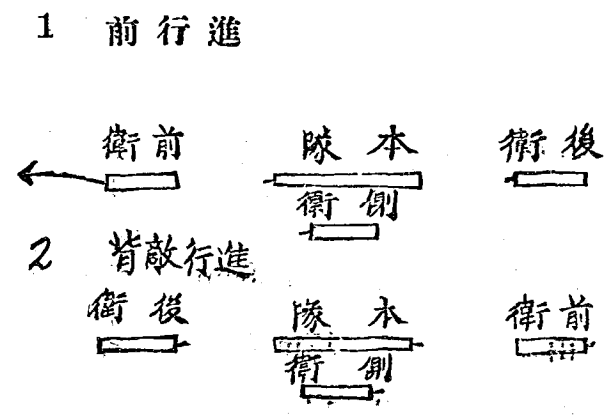 1 前行進
前衛 本隊 後衛
側衛
2 背敵行進
後衛 本隊 前衛
側衛